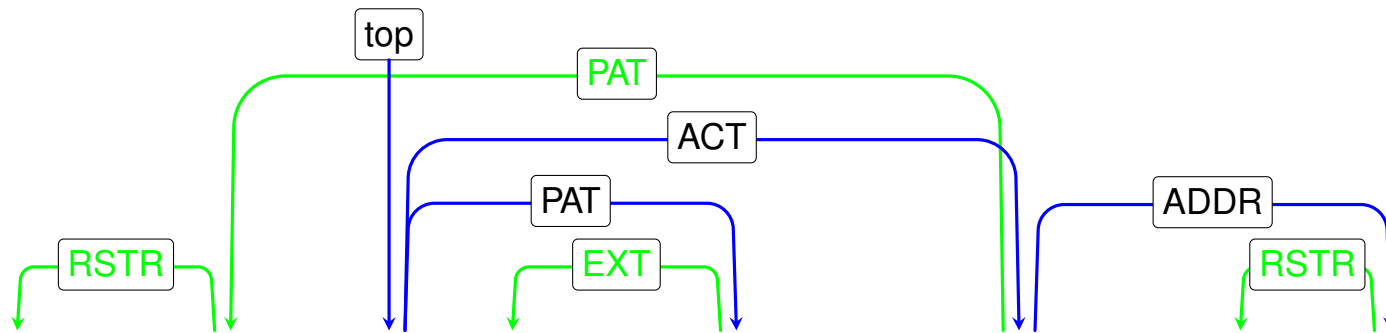 top
PAT
ACT
PAT
ADDR
RSTR
EXT
RSTR